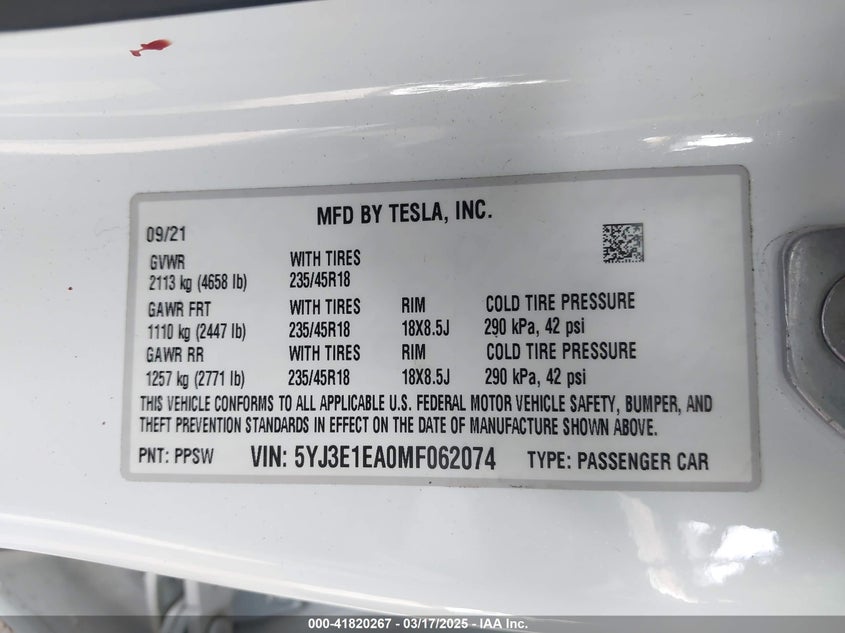 MFD BY TESLA, INC.
09/21
GVWR WITH TIRES
2113 kg (4658 lb) 235/45R18
GAWR FRT WITH TIRES RIM COLD TIRE PRESSURE
1110 kg (2447 lb) 235/45R18 18X8.5J 290 kPa, 42 psi
GAWR RR WITH TIRES RIM COLD TIRE PRESSURE
1257 kg (2771 lb) 235/45R18 18X8.5J 290 kPa, 42 psi
THIS VEHICLE CONFORMS TO ALL APPLICABLE U.S. FEDERAL MOTOR VEHICLE SAFETY, BUMPER, AND
THEFT PREVENTION STANDARDS IN EFFECT ON THE DATE OF MANUFACTURE SHOWN ABOVE.
PNT: PPSW VIN: 5YJ3E1EA0MF062074 TYPE: PASSENGER CAR
000-41820267 - 03/17/2025 - IAA Inc.